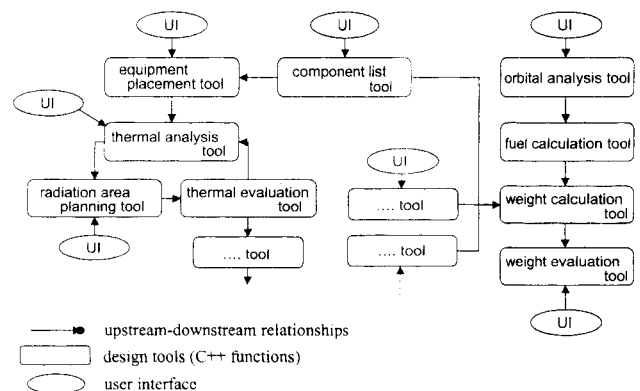 UI
UI
UI
equipment
placement tool
component list
tool
orbital analysis tool
UI
thermal analysis
tool
fuel calculation tool
UI
radiation area
planning tool
thermal evaluation
tool
.... tool
weight calculation
tool
UI
.... tool
.... tool
weight evaluation
tool
UI
upstream-downstream relationships
design tools (C++ functions)
user interface